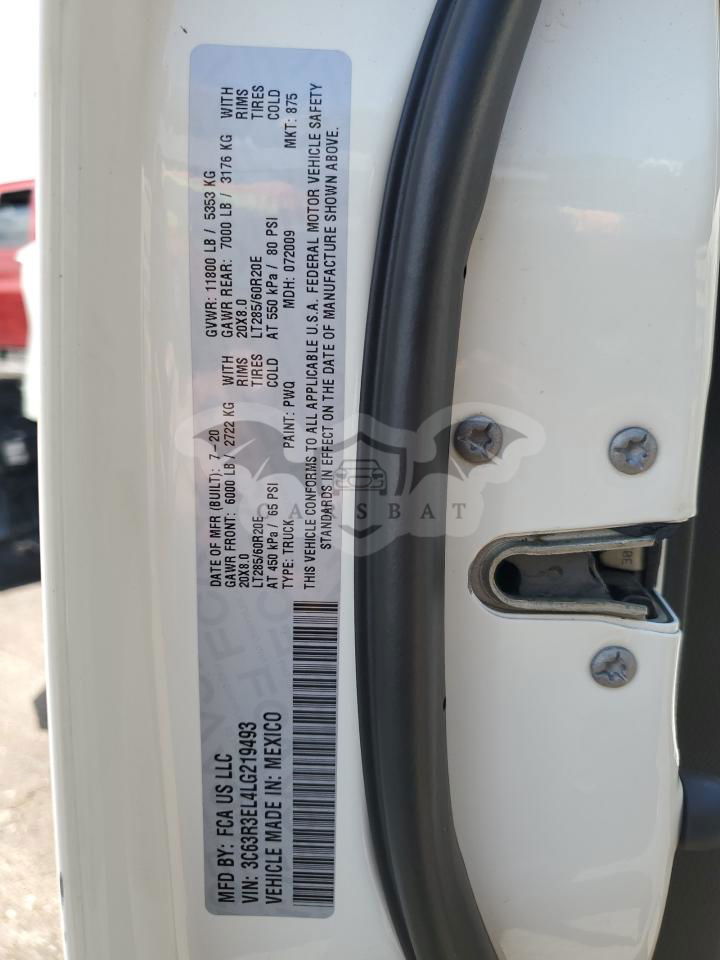 MFD BY: FCA US LLC
DATE OF MFR (BUILT): 7-20
GVWR: 11800 LB / 5353 KG
GAWR FRONT: 6000 LB / 2722 KG WITH
GAWR REAR: 7000 LB / 3176 KG WITH
20X8.0 RIMS
20X8.0 RIMS
LT285/60R20E TIRES
LT285/60R20E TIRES
AT 450 kPa / 65 PSI COLD
AT 550 kPa / 80 PSI COLD
VIN: 3C63R3EL4LG219493
TYPE: TRUCK PAINT: PWQ MDH: 072009 MKT: 875
VEHICLE MADE IN: MEXICO
THIS VEHICLE CONFORMS TO ALL APPLICABLE U.S.A. FEDERAL MOTOR VEHICLE SAFETY
STANDARDS IN EFFECT ON THE DATE OF MANUFACTURE SHOWN ABOVE.
CARSBAT